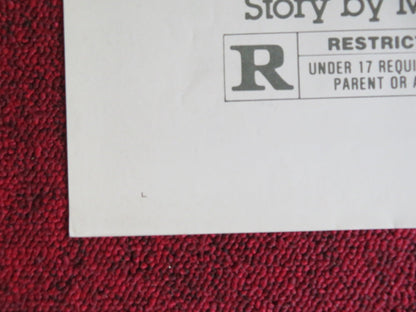 Story by M
R
RESTRICT
UNDER 17 REQUI
PARENT OR A